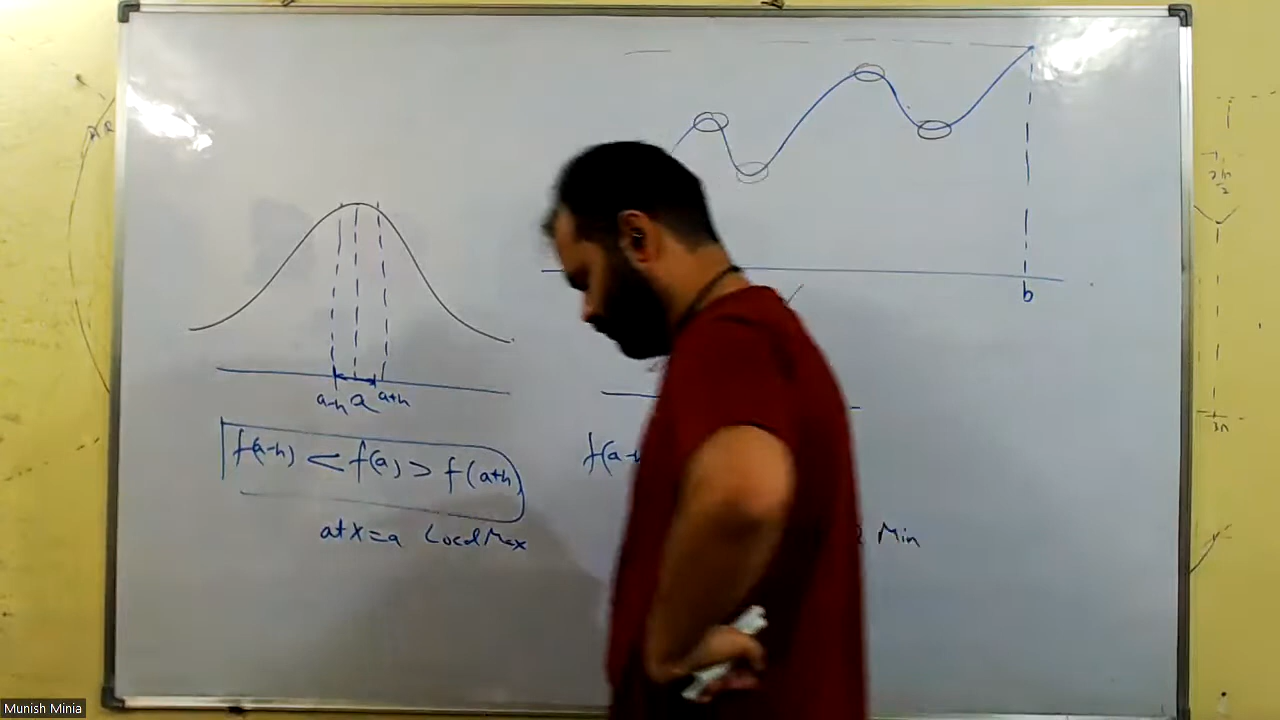 b
a-h a a+h
f(a-h) < f(a) > f(a+h)
f(a-h
at x=a Local Max
Min
Munish Minia